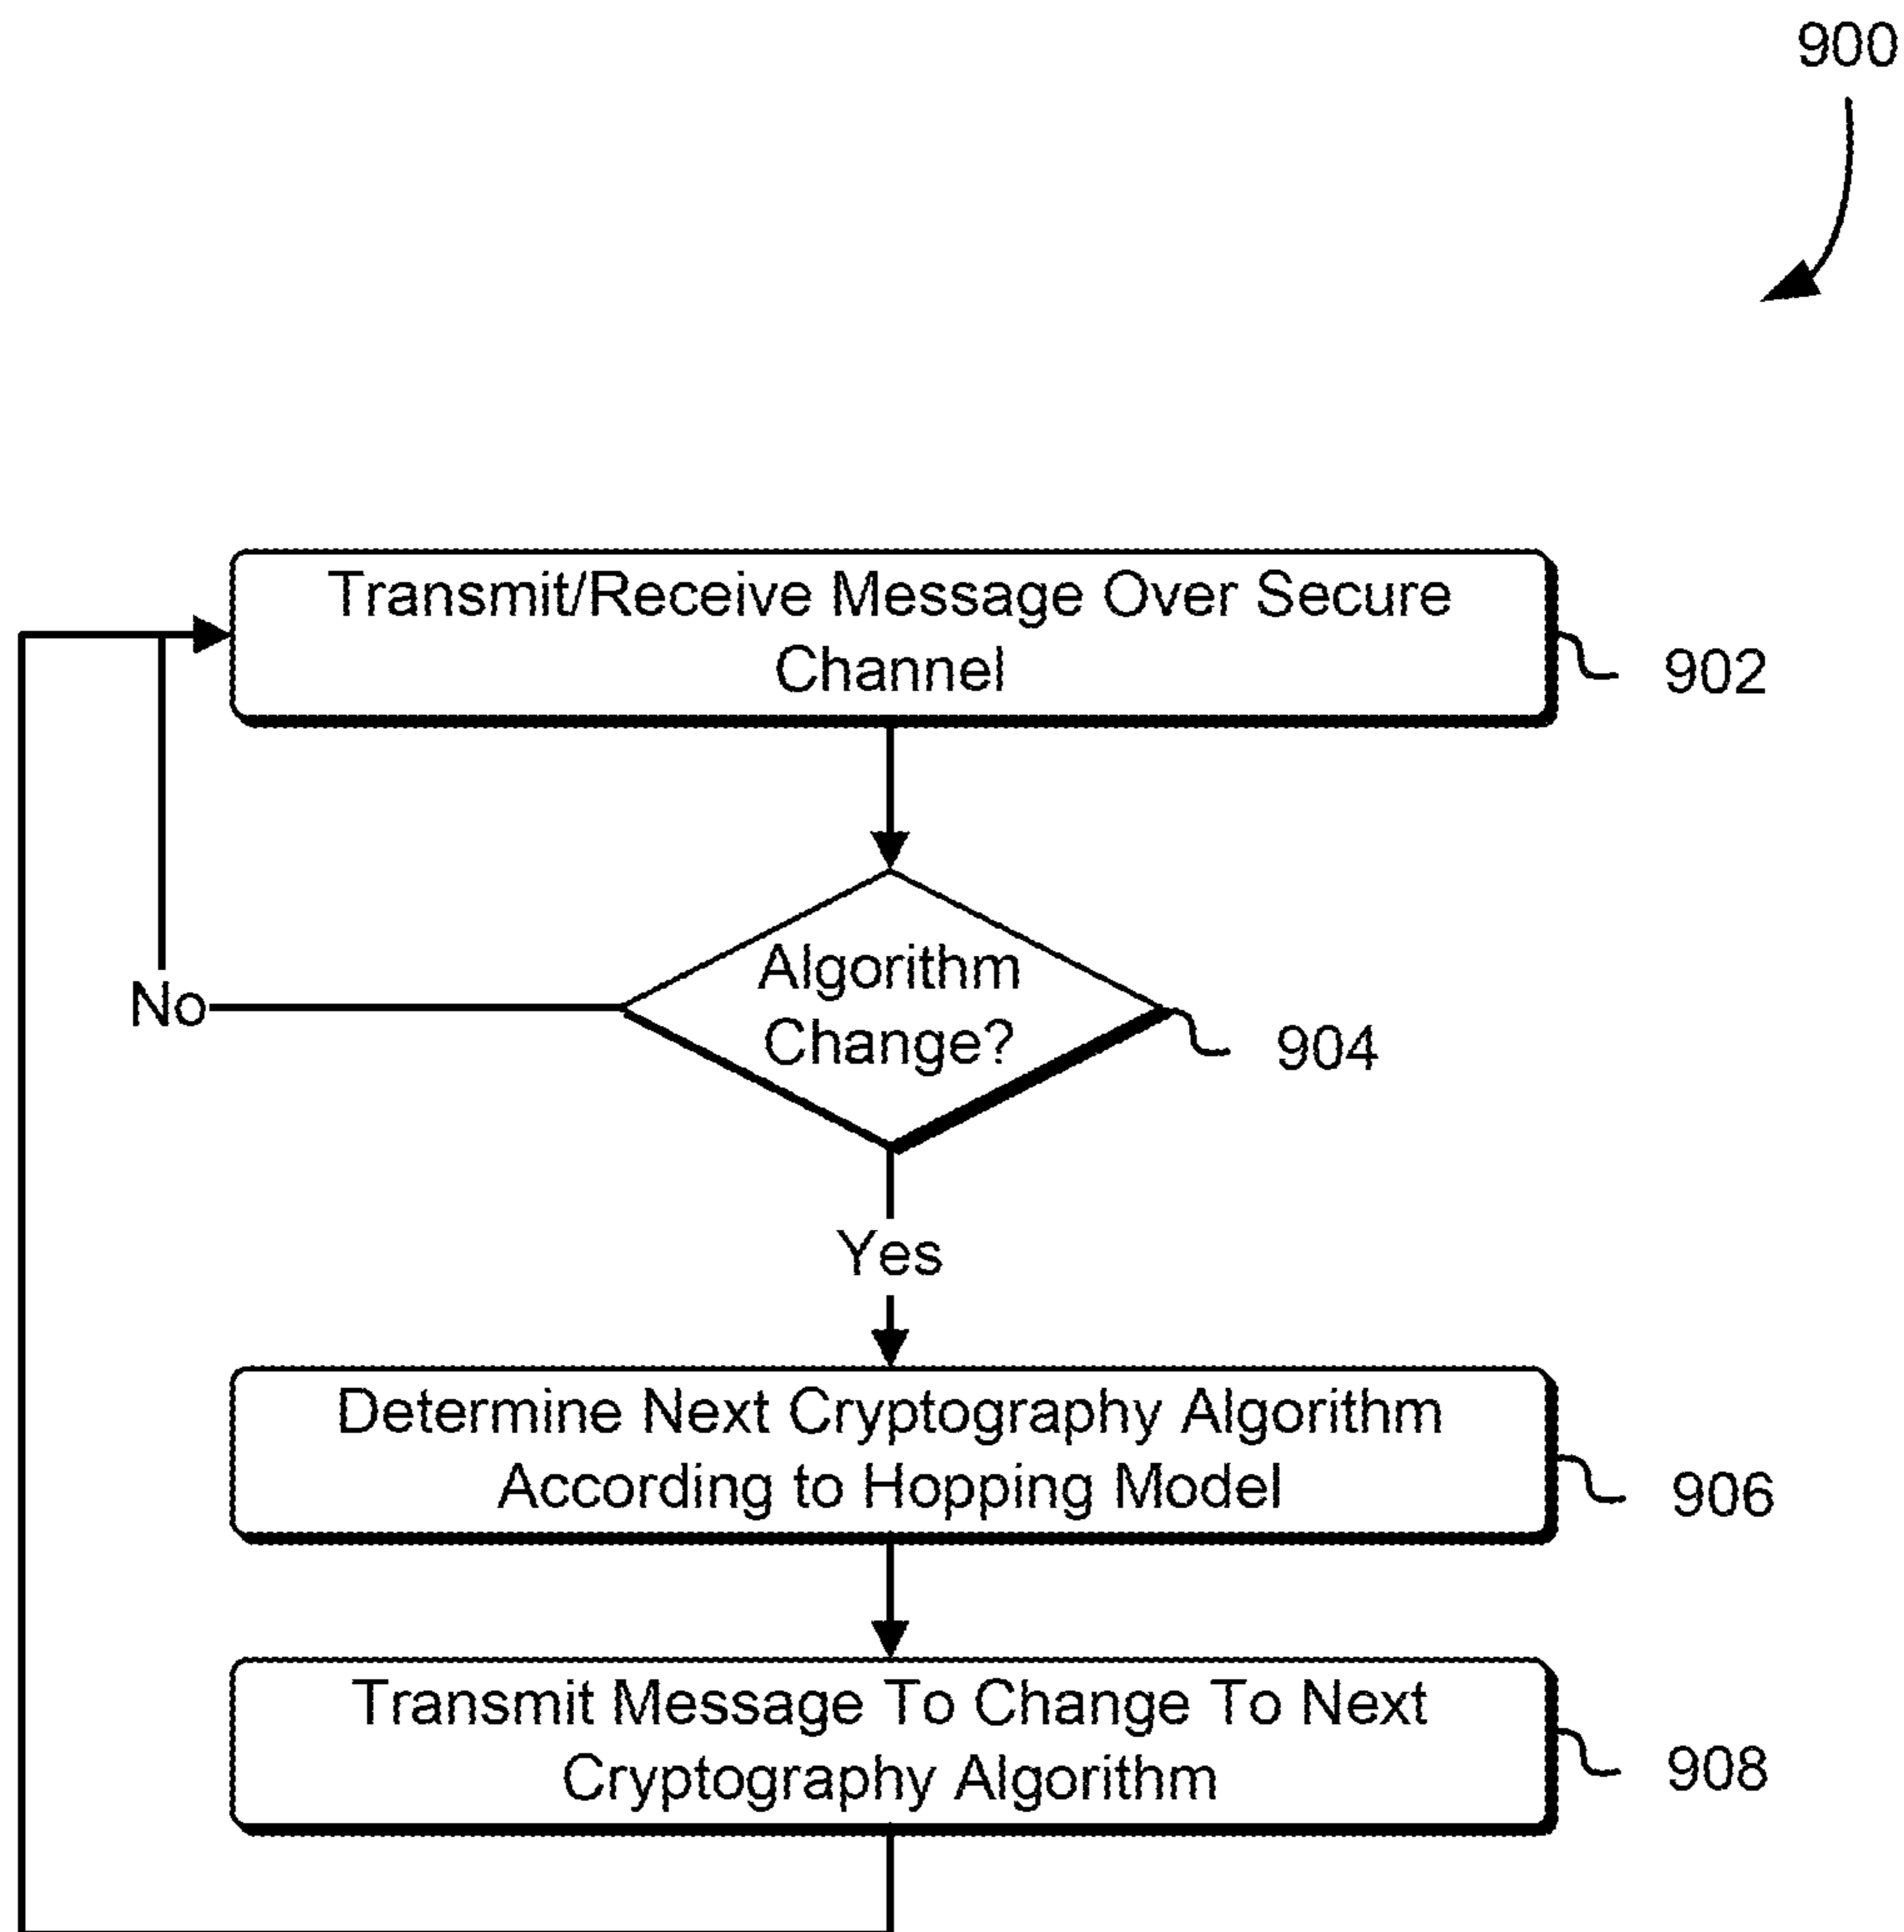 900
Transmit/Receive Message Over Secure
Channel
902
Algorithm
Change?
904
No
Yes
Determine Next Cryptography Algorithm
According to Hopping Model
906
Transmit Message To Change To Next
Cryptography Algorithm
908